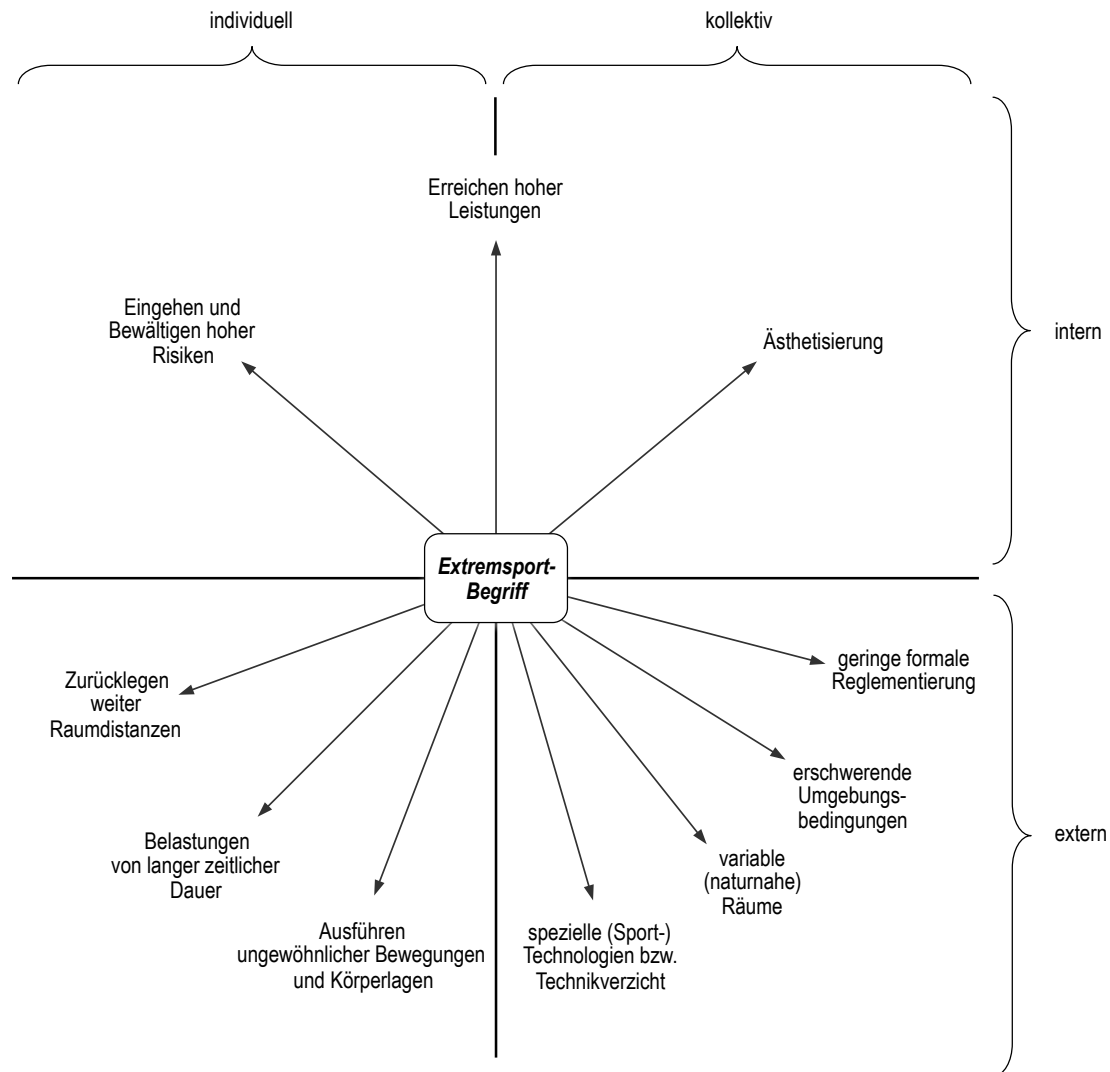 individuell
kollektiv
Erreichen hoher
Leistungen
Eingehen und
Bewältigen hoher
Risiken
Ästhetisierung
intern
Extremsport-
Begriff
Zurücklegen
weiter
Raumdistanzen
geringe formale
Reglementierung
Belastungen
von langer zeitlicher
Dauer
erschwerende
Umgebungs-
bedingungen
extern
variable
(naturnahe)
Räume
Ausführen
ungewöhnlicher Bewegungen
und Körperlagen
spezielle (Sport-)
Technologien bzw.
Technikverzicht